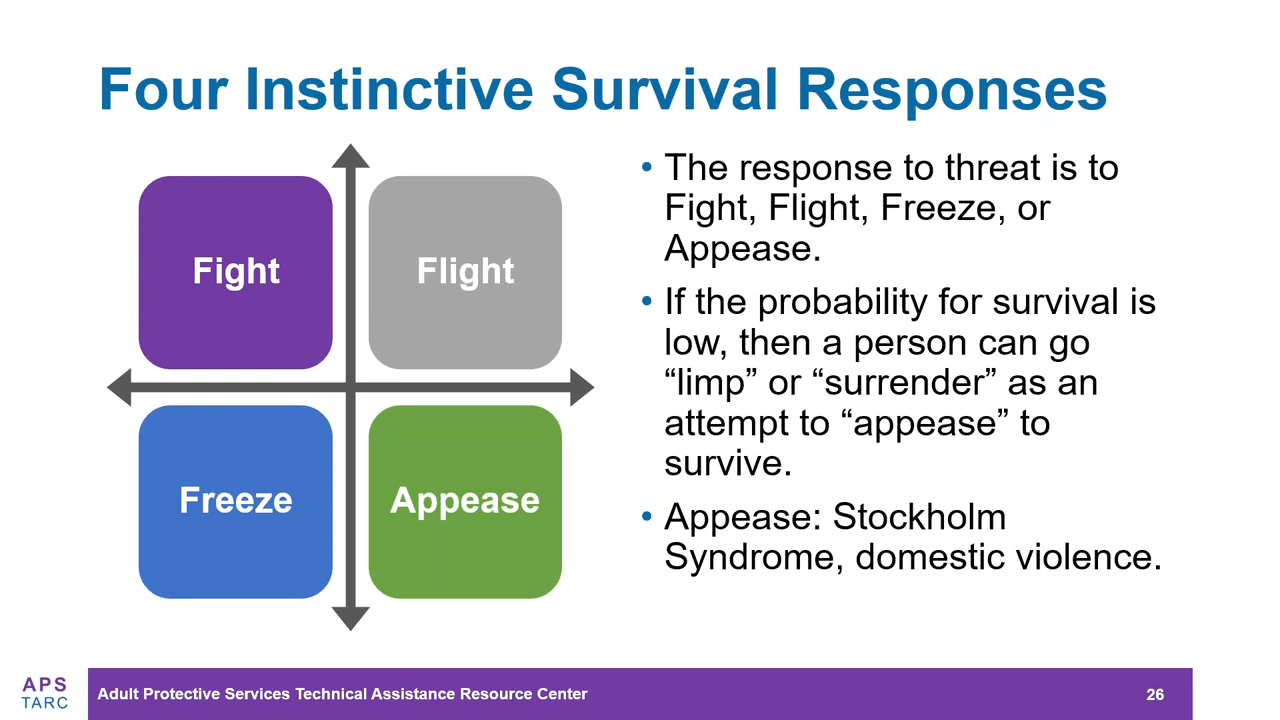 Four Instinctive Survival Responses
Fight
Flight
Freeze
Appease
• The response to threat is to
Fight, Flight, Freeze, or
Appease.
• If the probability for survival is
low, then a person can go
“limp” or “surrender” as an
attempt to “appease” to
survive.
• Appease: Stockholm
Syndrome, domestic violence.
APS
TARC
Adult Protective Services Technical Assistance Resource Center
26